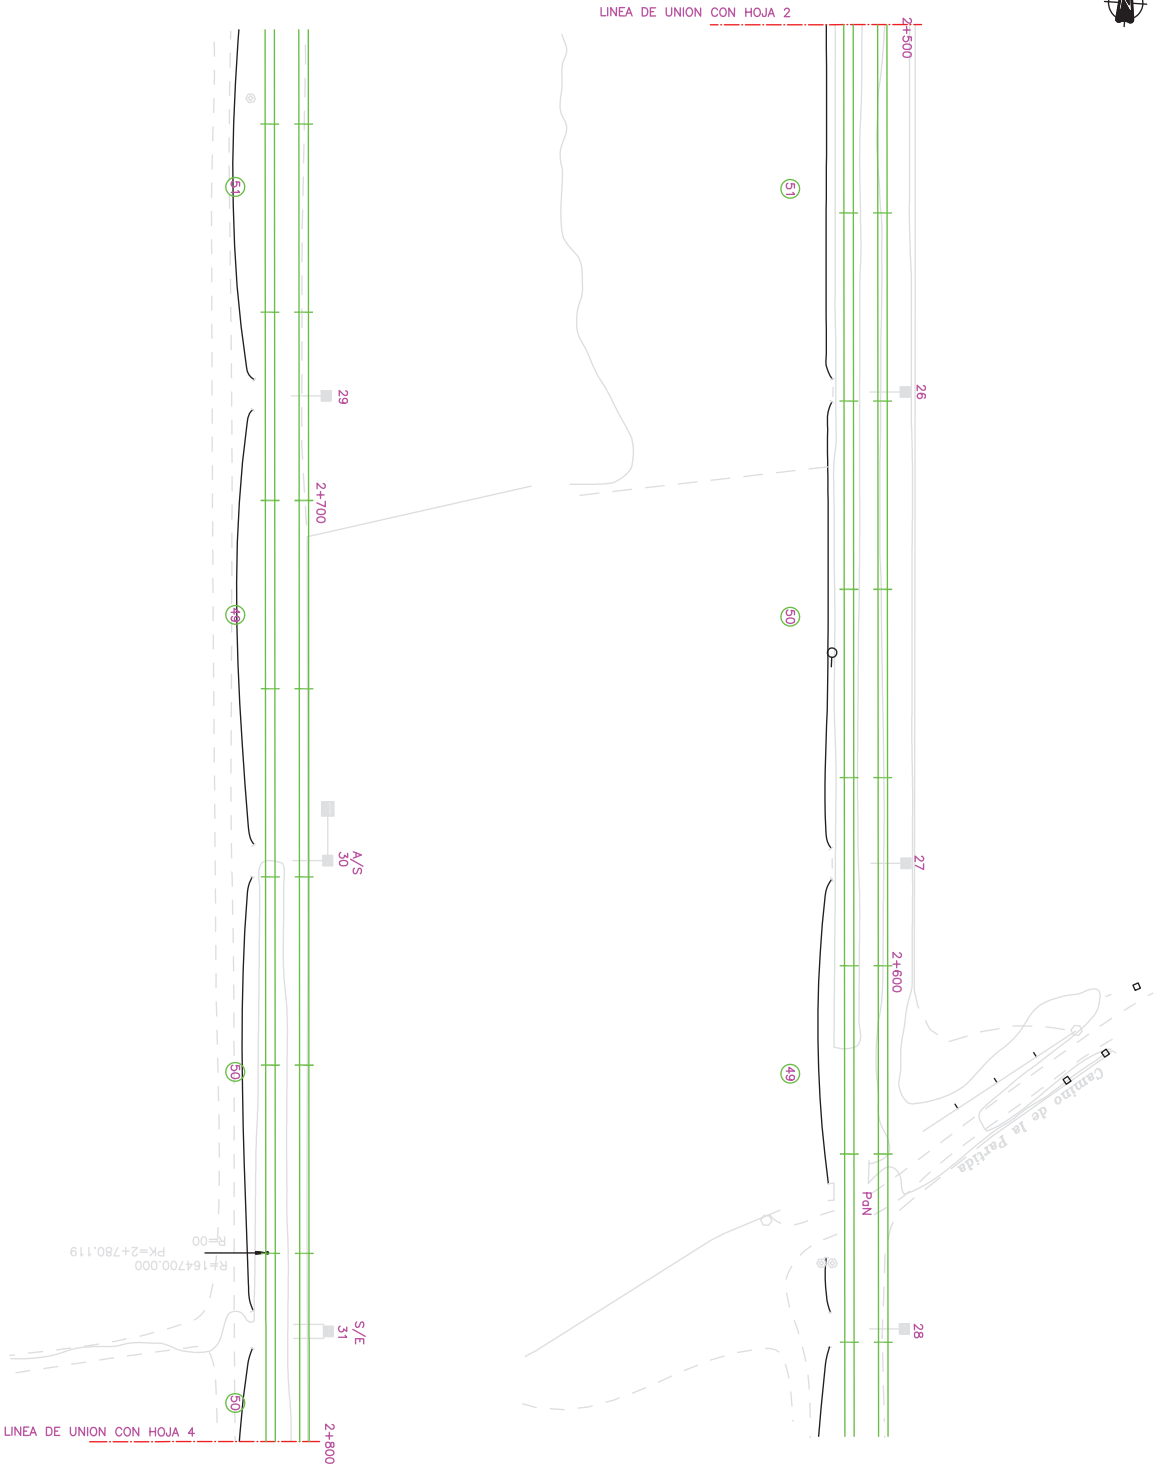 LINEA DE UNION CON HOJA 2
N
2+500
51
26
50
27
2+600
49
Camino de la Partida
PaN
28
51
29
2+700
49
A/S
30
50
R=00
PK=2+780.119
R=164700.000
S/E
31
50
LINEA DE UNION CON HOJA 4
2+800